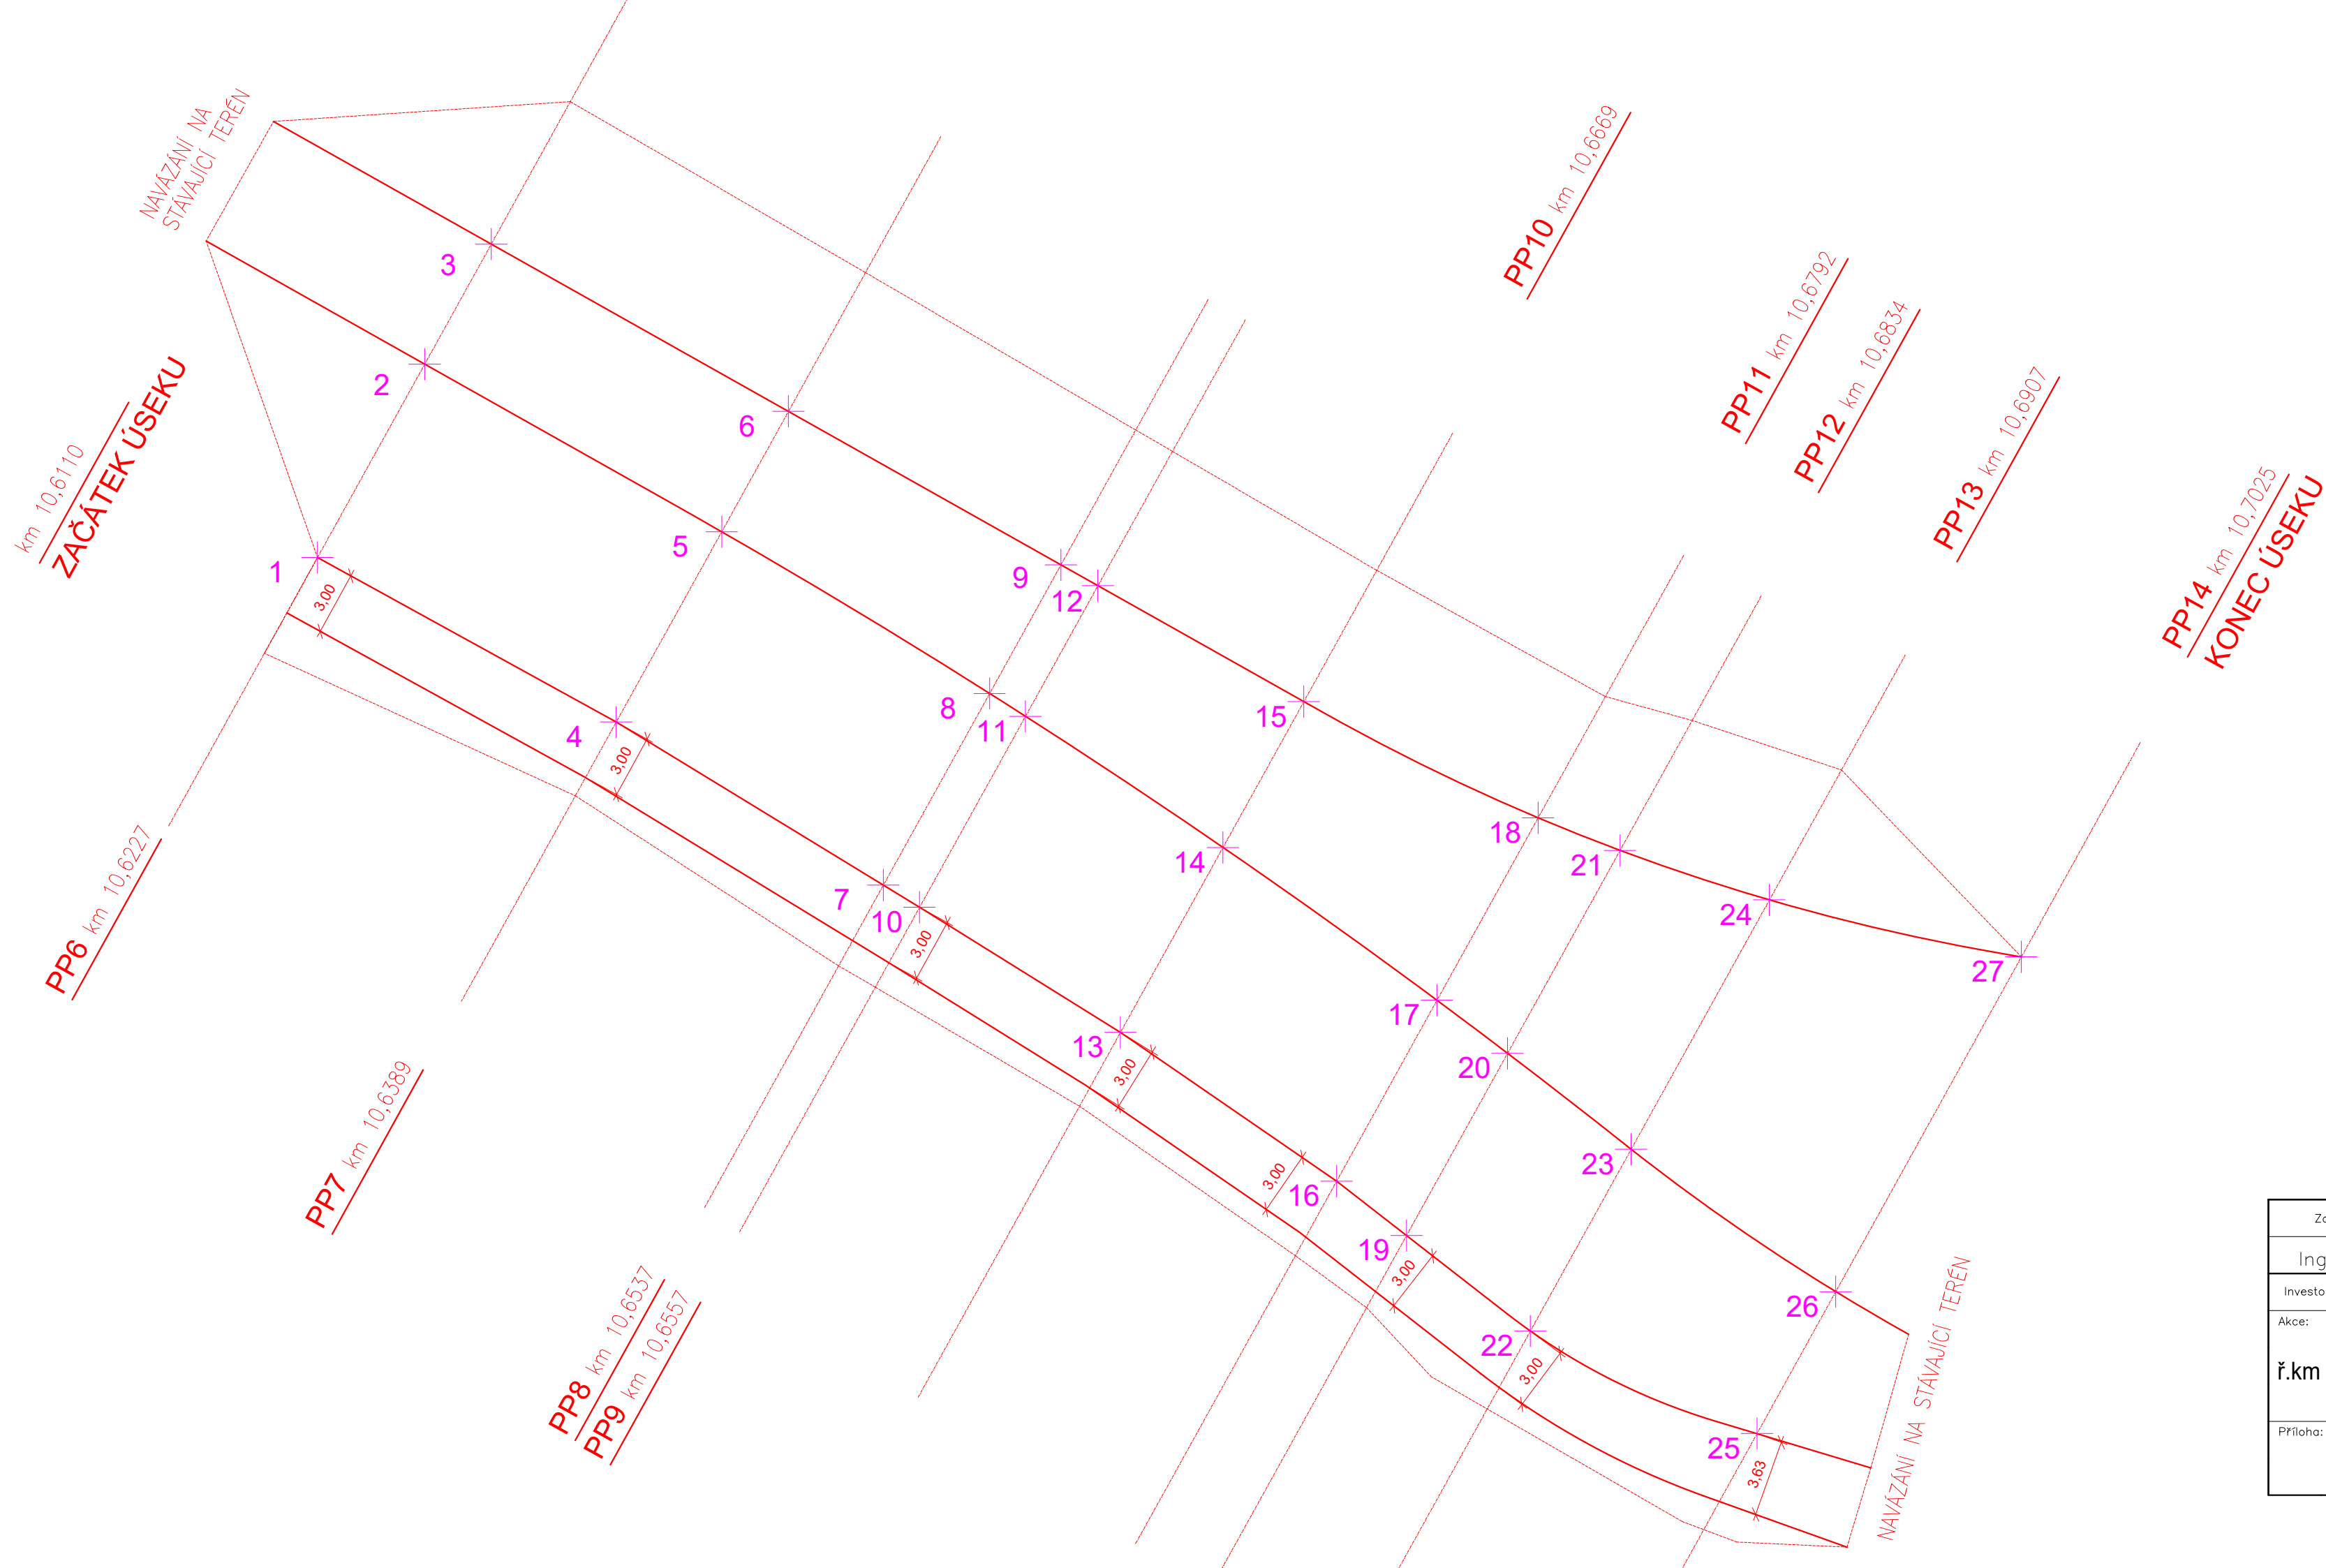 NAVÁZÁNÍ NA
STÁVAJÍCÍ TERÉN
km 10,6110
ZAČÁTEK ÚSEKU
PP6 km 10,6227
PP7 km 10,6389
PP8 km 10,6537
PP9 km 10,6557
PP10 km 10,6669
PP11 km 10,6792
PP12 km 10,6834
PP13 km 10,6907
PP14 km 10,7025
KONEC ÚSEKU
1
2
3
4
5
6
7
8
9
10
11
12
13
14
15
16
17
18
19
20
21
22
23
24
25
26
27
3,00
3,00
3,00
3,00
3,00
3,00
3,00
3,63
NAVÁZÁNÍ NA STÁVAJÍCÍ TERÉN
Ing
Investo
Akce:
ř.km
Příloha: